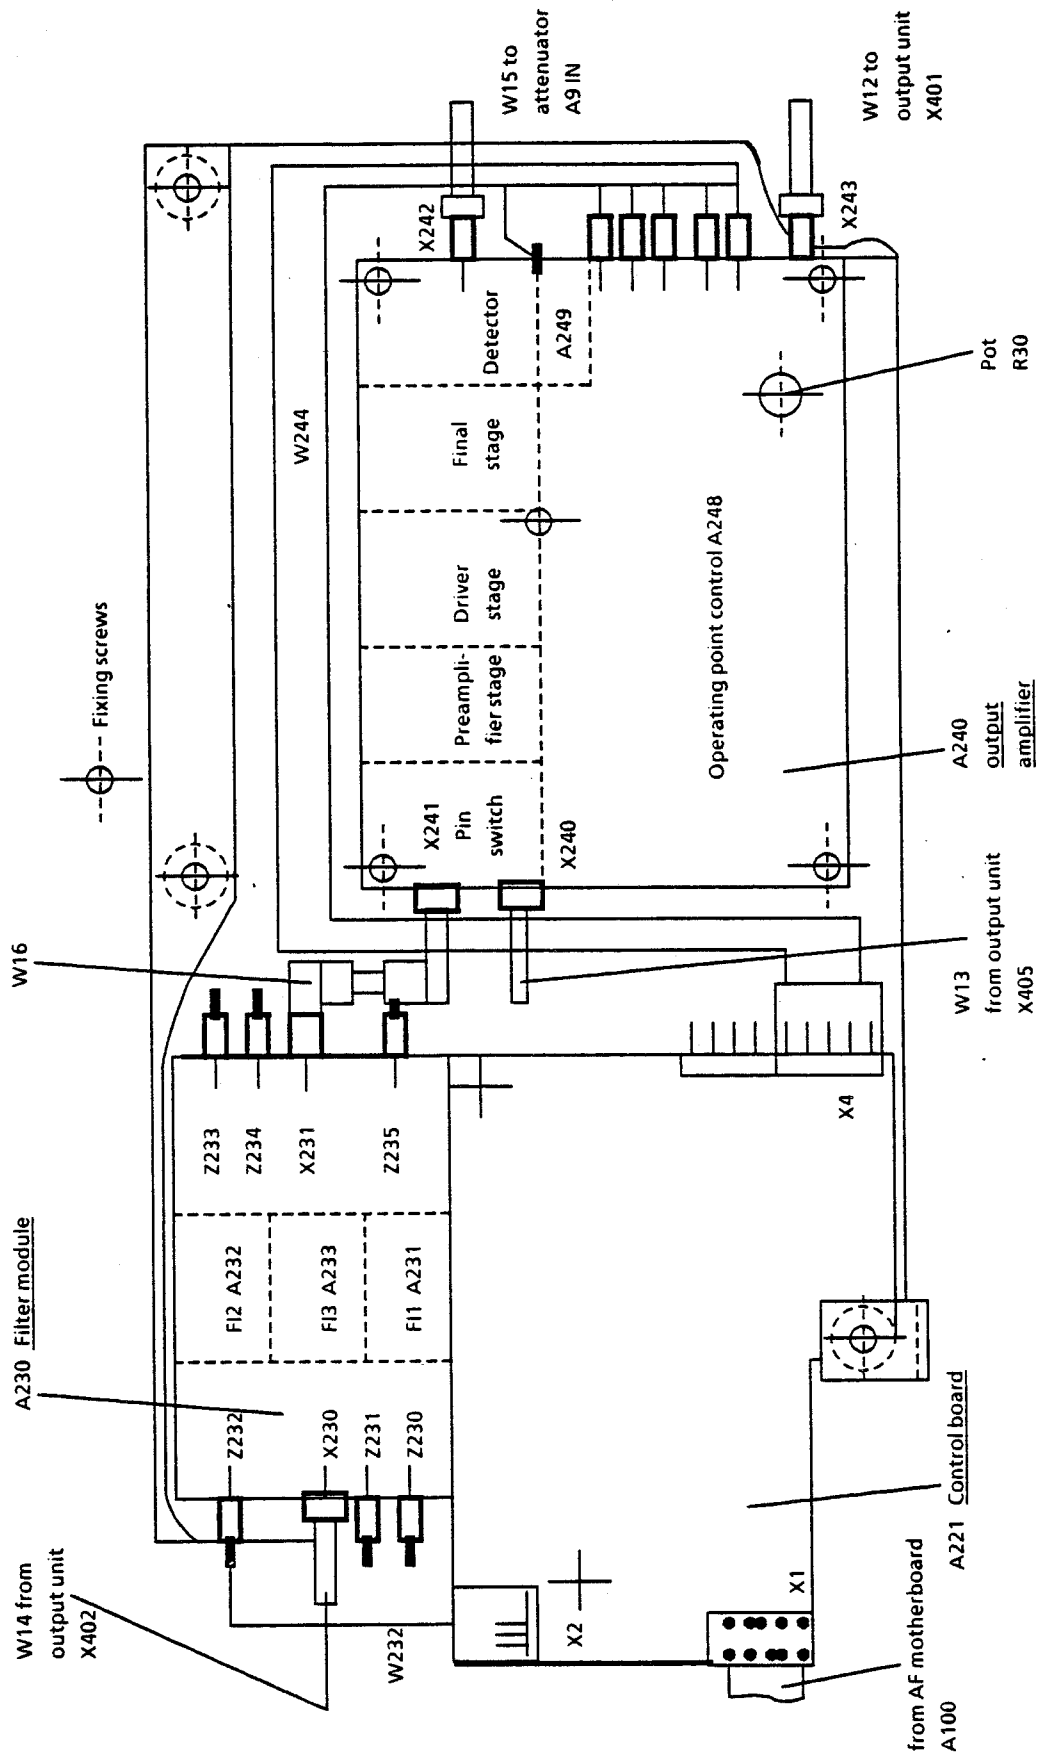 W14 from
output unit
X402
A230 Filter module
W16
Fixing screws
W232
Z232
X230
Z231
Z230
FI2 A232
FI3 A233
FI1 A231
Z233
Z234
X231
Z235
W244
X241
Pin
switch
X240
Preampli-
fier stage
Driver
stage
Final
stage
Detector
A249
X242
W15 to
attenuator
A9 IN
X2
X1
X4
Operating point control A248
X243
W12 to
output unit
X401
from AF motherboard
A100
A221 Control board
W13
from output unit
X405
A240
output
amplifier
Pot
R30